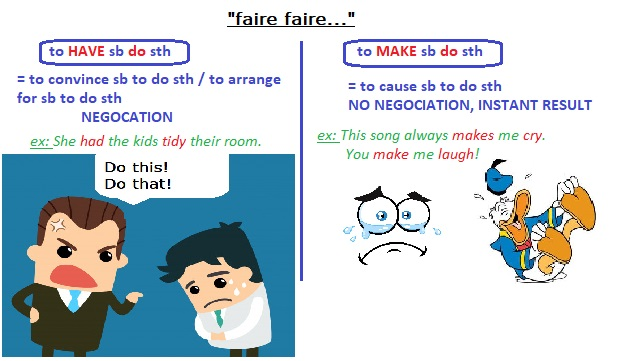 "faire faire..."
to HAVE sb do sth
= to convince sb to do sth / to arrange
for sb to do sth
NEGOCATION
ex: She had the kids tidy their room.
Do this!
Do that!
to MAKE sb do sth
= to cause sb to do sth
NO NEGOCIATION, INSTANT RESULT
ex: This song always makes me cry.
You make me laugh!